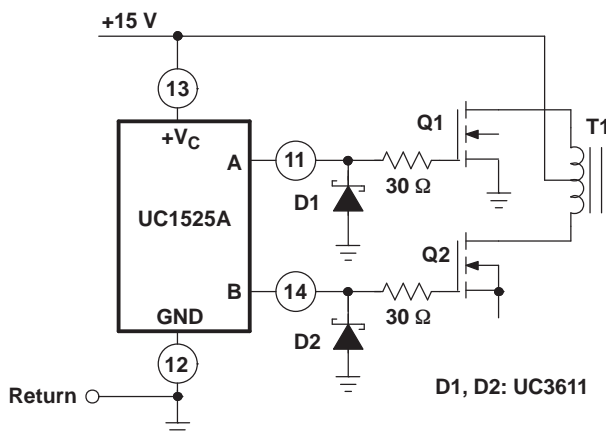 +15 V
13
+VC
Q1
T1
A
11
30 Ω
D1
UC1525A
Q2
B
14
30 Ω
GND
D2
12
D1, D2: UC3611
Return